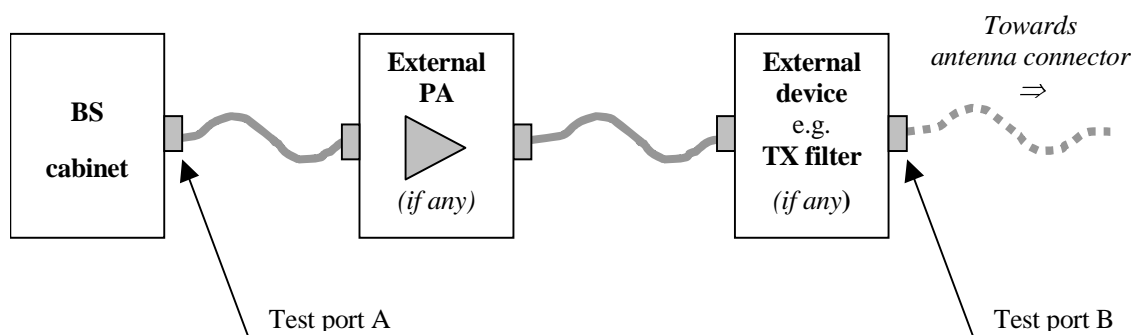 BS
cabinet
External
PA
(if any)
External
device
e.g.
TX filter
(if any)
Towards
antenna connector
⇒
Test port A
Test port B